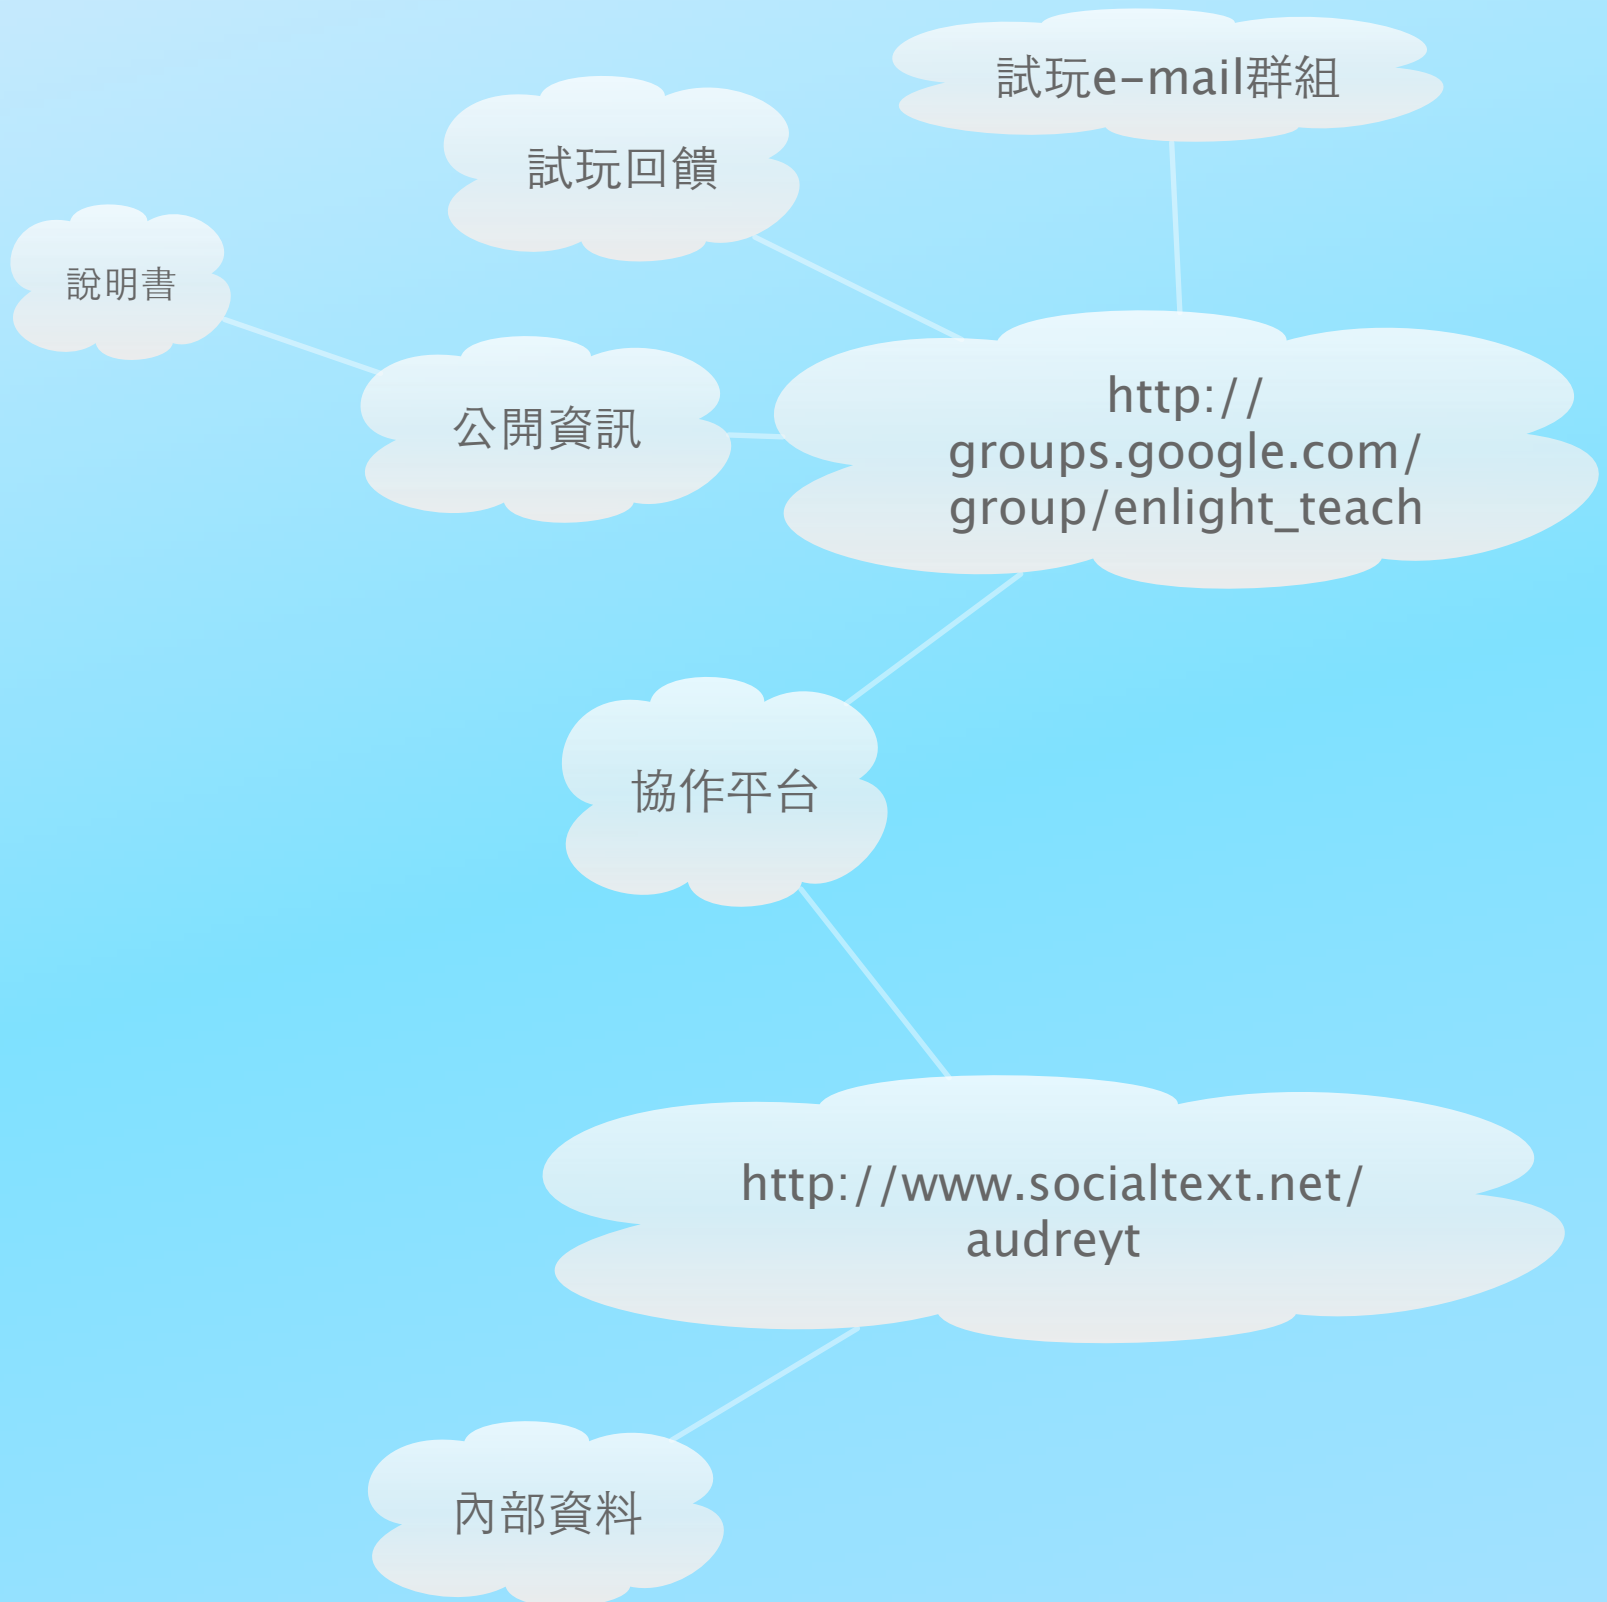 試玩e-mail群組
試玩回饋
說明書
公開資訊
http://
groups.google.com/
group/enlight_teach
協作平台
http://www.socialtext.net/
audreyt
內部資料